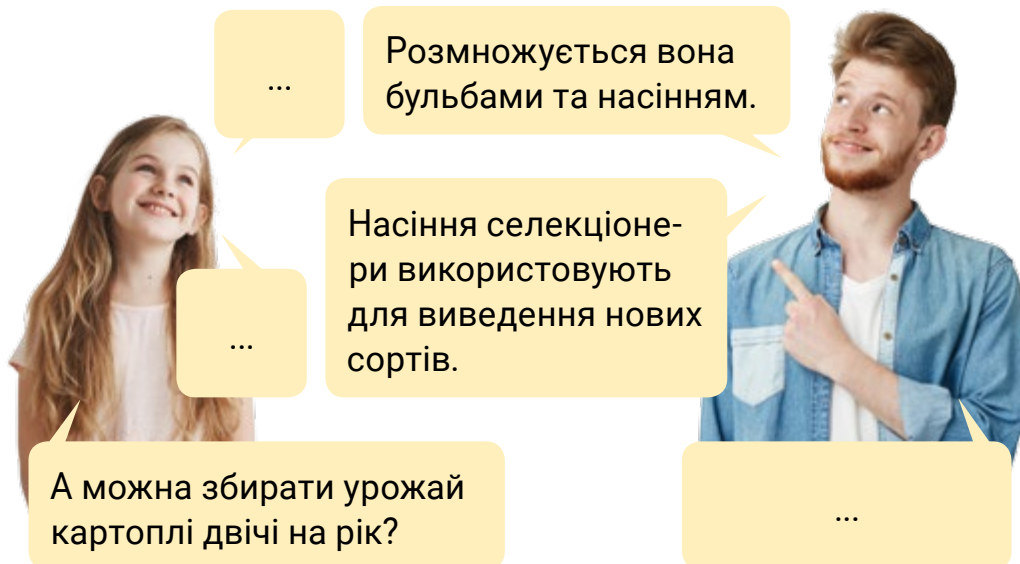 ...
Розмножується вона
бульбами та насінням.
...
Насіння селекціоне-
ри використовують
для виведення нових
сортів.
А можна збирати урожай
картоплі двічі на рік?
...